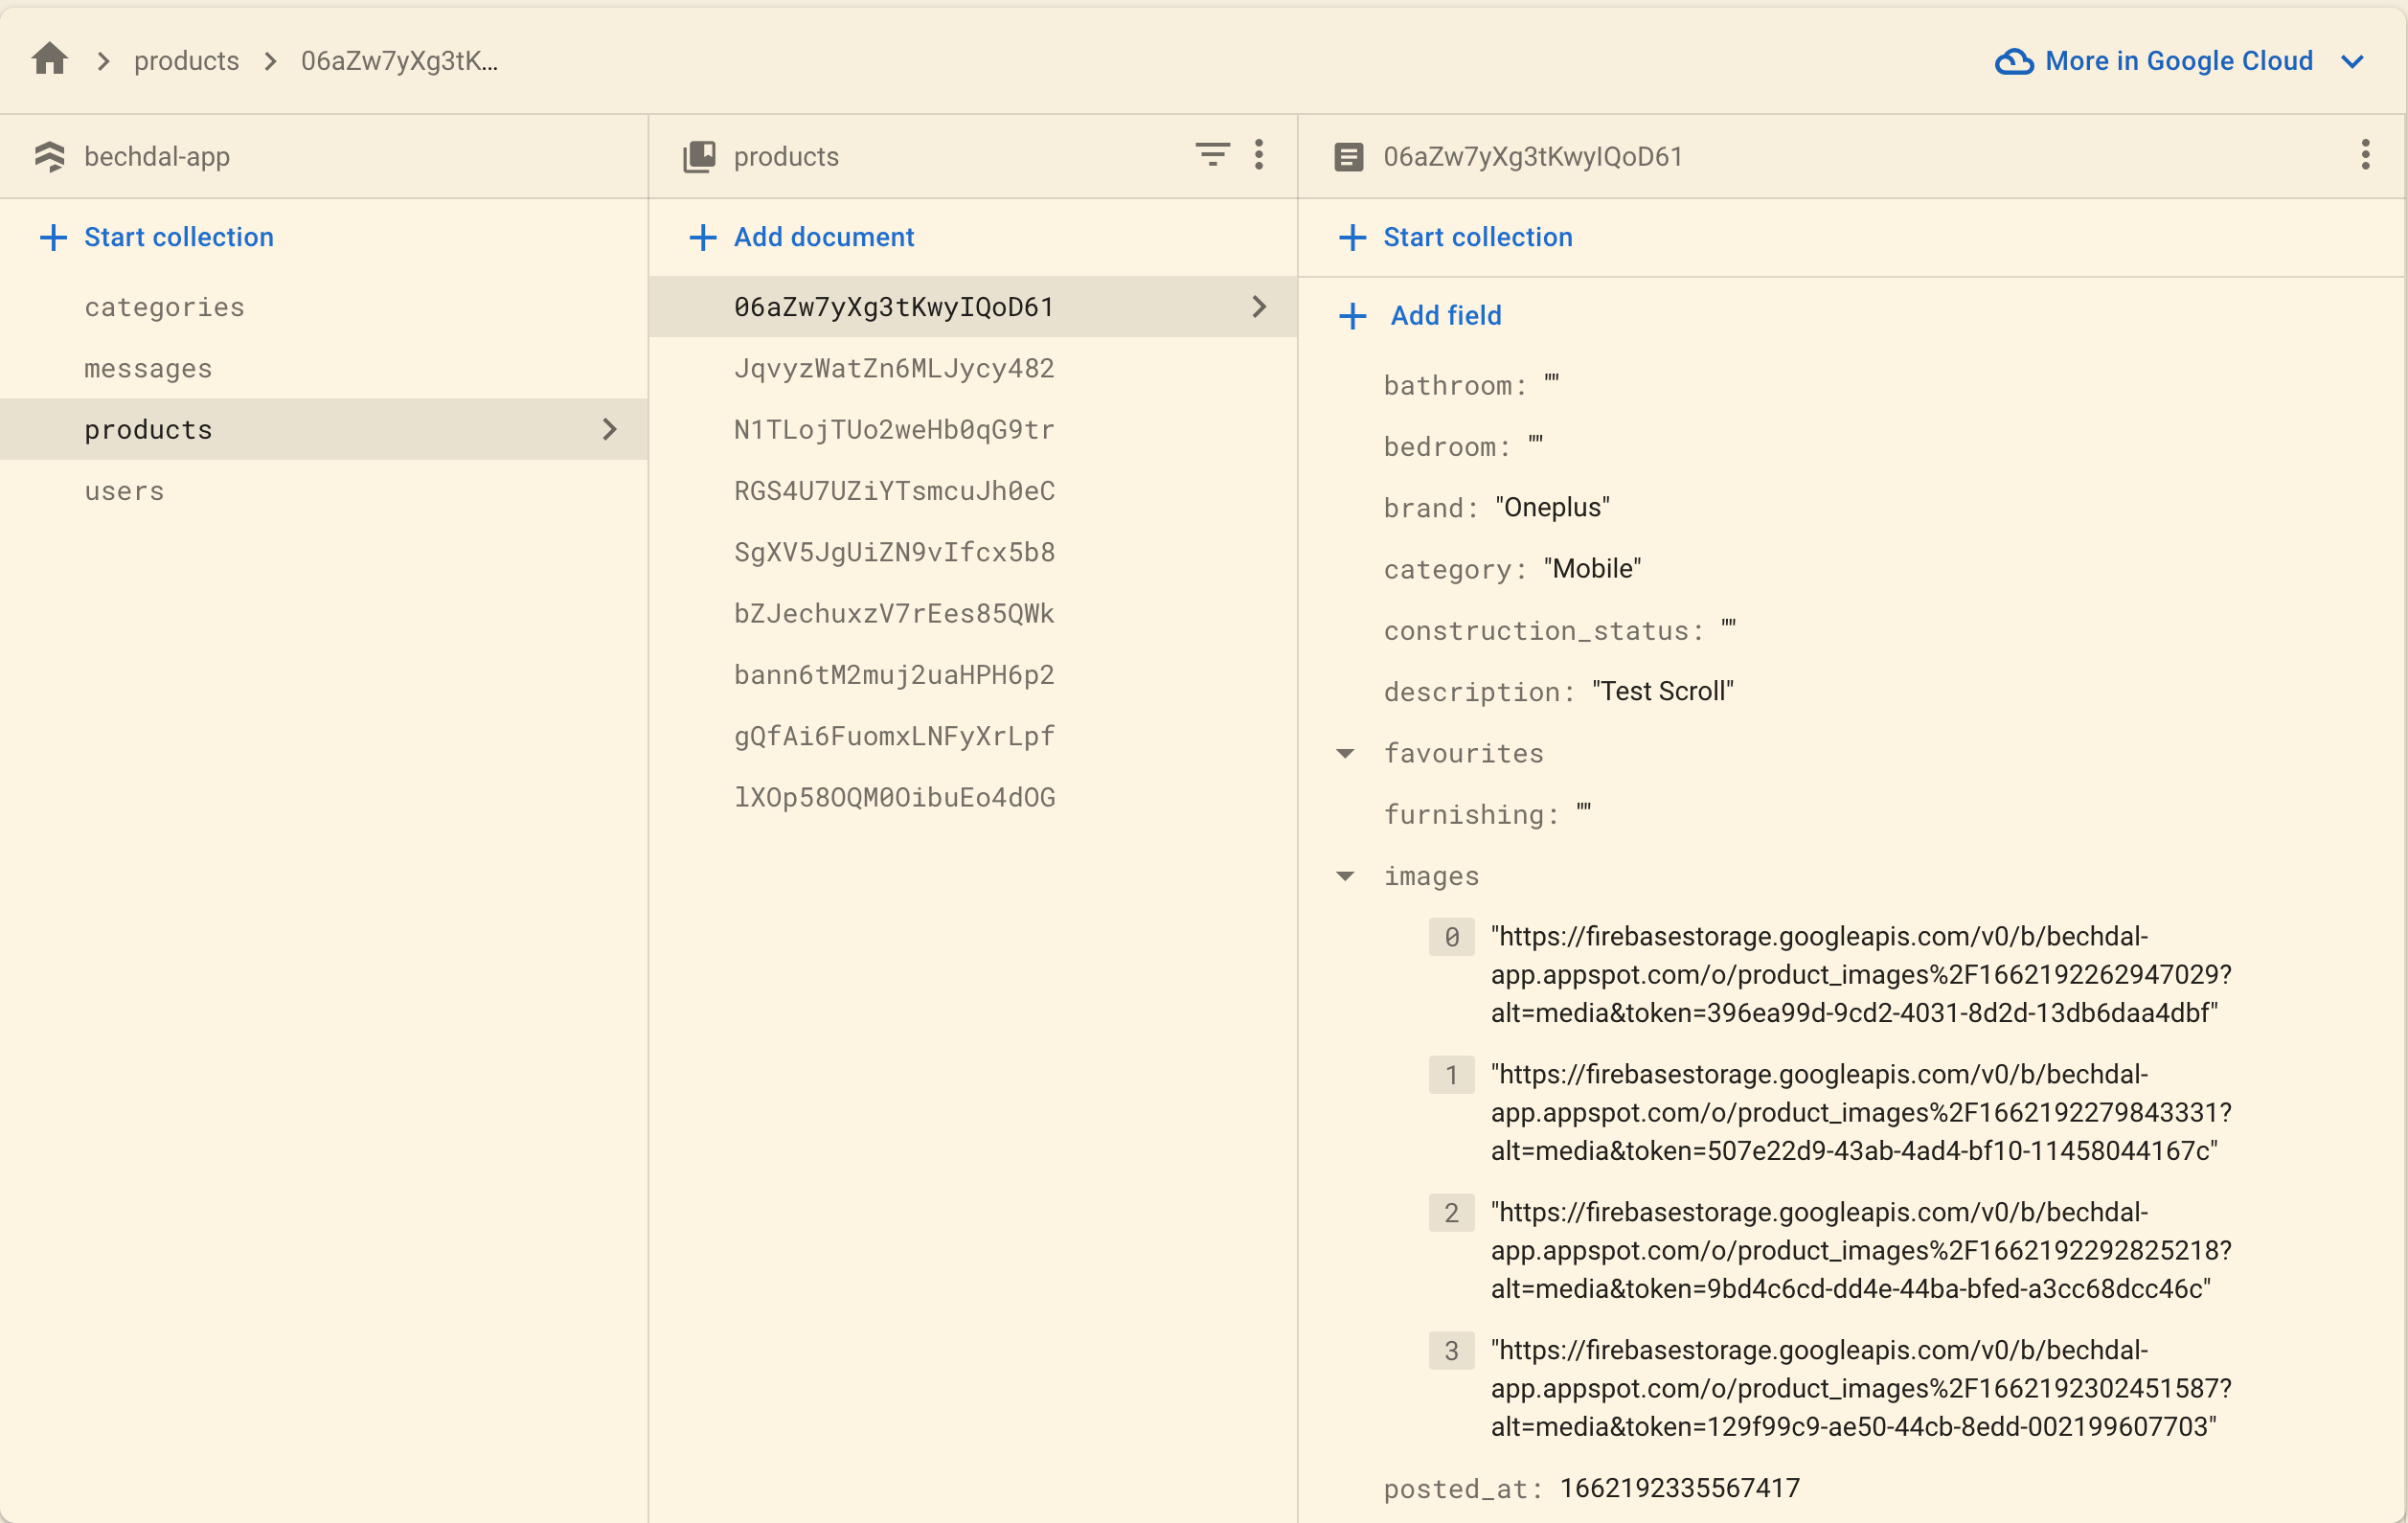 products
06aZw7yXg3tK...
More in Google Cloud
bechdal-app
products
06aZw7yXg3tKwyIQoD61
Start collection
Add document
Start collection
categories
messages
products
users
06aZw7yXg3tKwyIQoD61
JqvyzWatZn6MLJycy482
N1TLojTUo2weHb0qG9tr
RGS4U7UZiYTsmcuJh0eC
SgXV5JgUiZN9vIfcx5b8
bZJechuxzV7rEes85QWk
bann6tM2muj2uaHPH6p2
gQfAi6FuomxLNFyXrLpf
lXOp58OQM0OibuEo4dOG
Add field
bathroom: ""
bedroom: ""
brand: "Oneplus"
category: "Mobile"
construction_status: ""
description: "Test Scroll"
favourites
furnishing: ""
images
0 "https://firebasestorage.googleapis.com/v0/b/bechdal-
app.appspot.com/o/product_images%2F1662192262947029?
alt=media&token=396ea99d-9cd2-4031-8d2d-13db6daa4dbf"
1 "https://firebasestorage.googleapis.com/v0/b/bechdal-
app.appspot.com/o/product_images%2F1662192279843331?
alt=media&token=507e22d9-43ab-4ad4-bf10-11458044167c"
2 "https://firebasestorage.googleapis.com/v0/b/bechdal-
app.appspot.com/o/product_images%2F1662192292825218?
alt=media&token=9bd4c6cd-dd4e-44ba-bfed-a3cc68dcc46c"
3 "https://firebasestorage.googleapis.com/v0/b/bechdal-
app.appspot.com/o/product_images%2F1662192302451587?
alt=media&token=129f99c9-ae50-44cb-8edd-002199607703"
posted_at: 1662192335567417